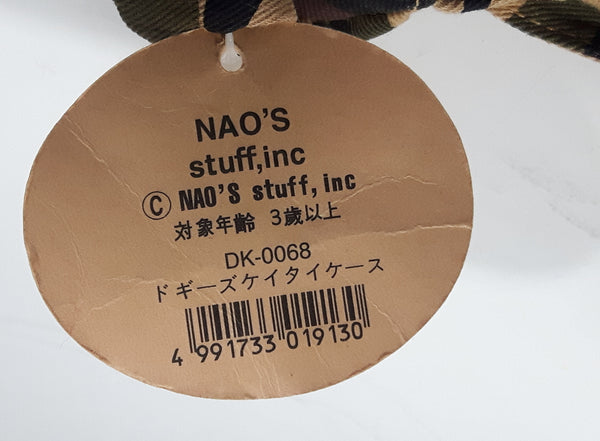 NAO'S
stuff,inc
Ⓒ NAO'S stuff, inc
対象年齢 3歳以上
DK-0068
ドギーズケイタイケース
4 991733 019130